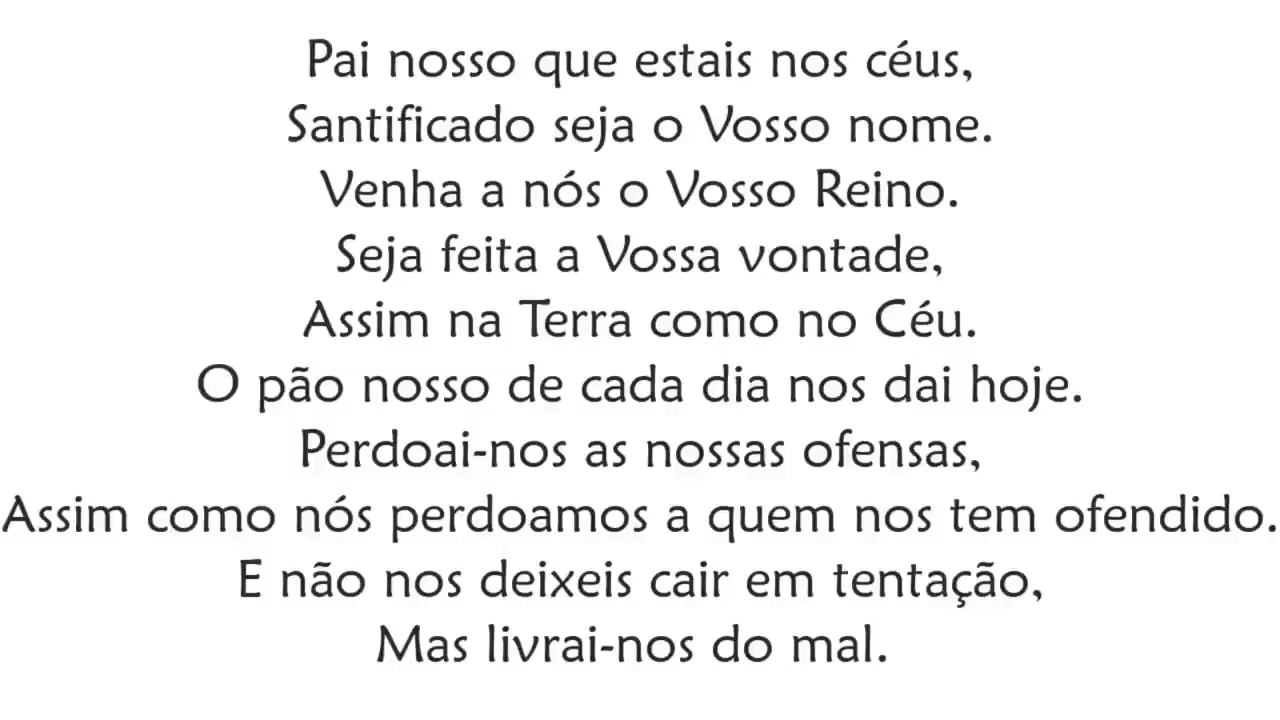 Pai nosso que estais nos céus,
Santificado seja o Vosso nome.
Venha a nós o Vosso Reino.
Seja feita a Vossa vontade,
Assim na Terra como no Céu.
O pão nosso de cada dia nos dai hoje.
Perdoai-nos as nossas ofensas,
Assim como nós perdoamos a quem nos tem ofendido.
E não nos deixeis cair em tentação,
Mas livrai-nos do mal.